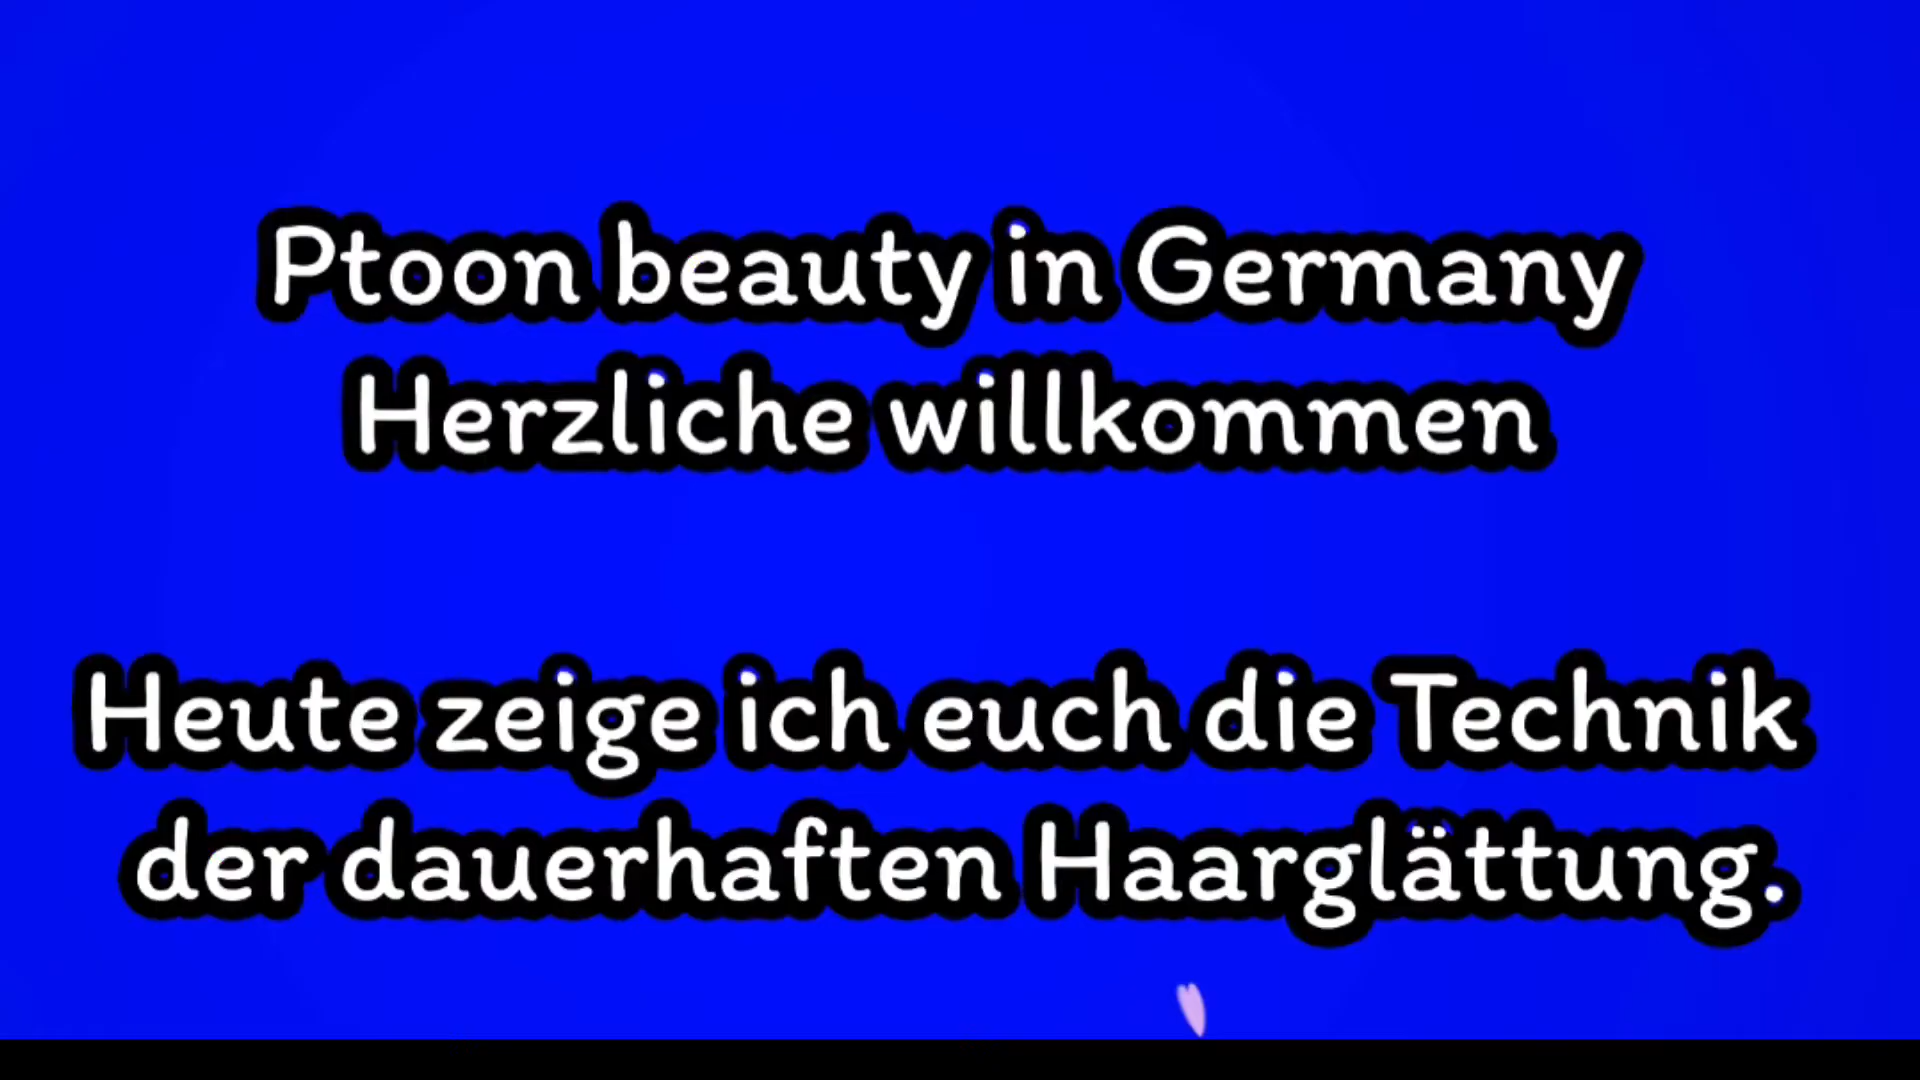 Ptoon beauty in Germany
Herzliche willkommen
Heute zeige ich euch die Technik
der dauerhaften Haarglättung.